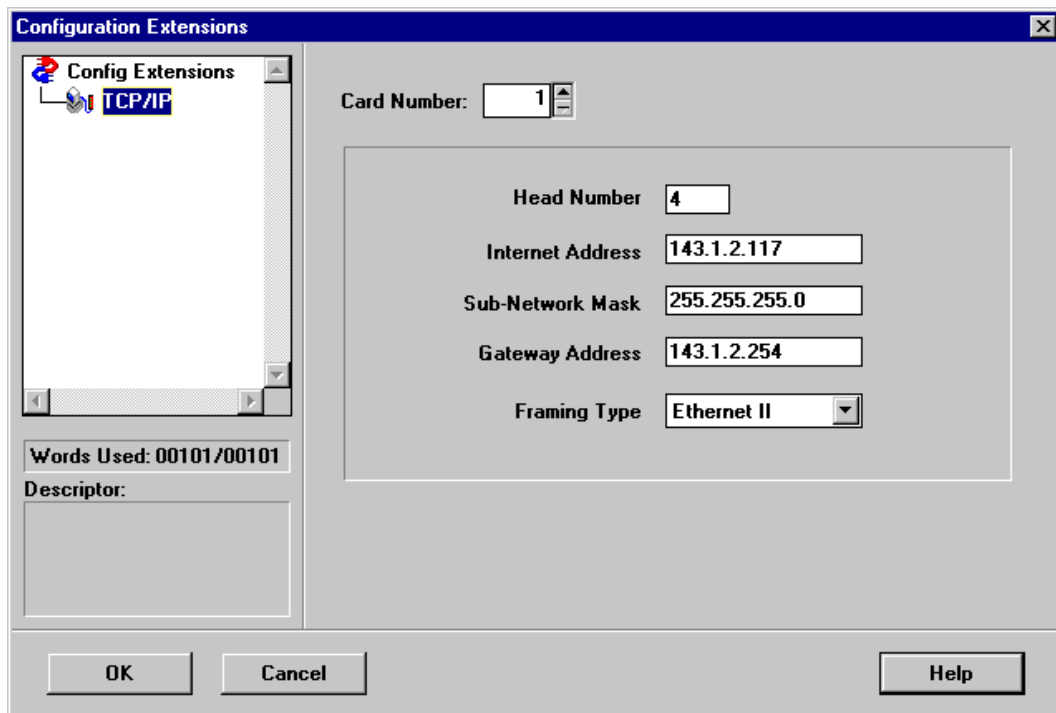 Configuration Extensions
Config Extensions
TCP/IP
Words Used: 00101/00101
Descriptor:
Card Number: 1
Head Number 4
Internet Address 143.1.2.117
Sub-Network Mask 255.255.255.0
Gateway Address 143.1.2.254
Framing Type Ethernet II
OK Cancel Help